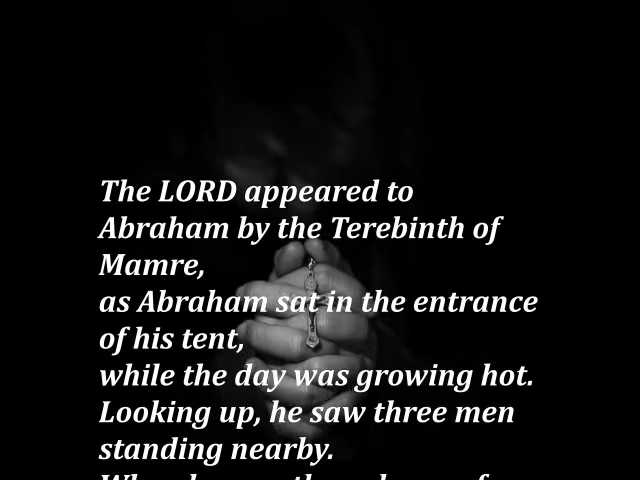 The LORD appeared to
Abraham by the Terebinth of
Mamre,
as Abraham sat in the entrance
of his tent,
while the day was growing hot.
Looking up, he saw three men
standing nearby.